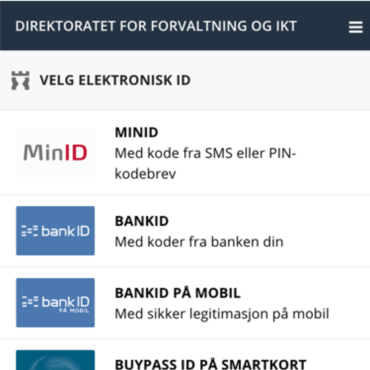 DIREKTORATET FOR FORVALTNING OG IKT
VELG ELEKTRONISK ID
MinID
MINID
Med kode fra SMS eller PIN-
kodebrev
bankID
BANKID
Med koder fra banken din
bankID
PÅ MOBIL
BANKID PÅ MOBIL
Med sikker legitimasjon på mobil
BUYPASS ID PÅ SMARTKORT